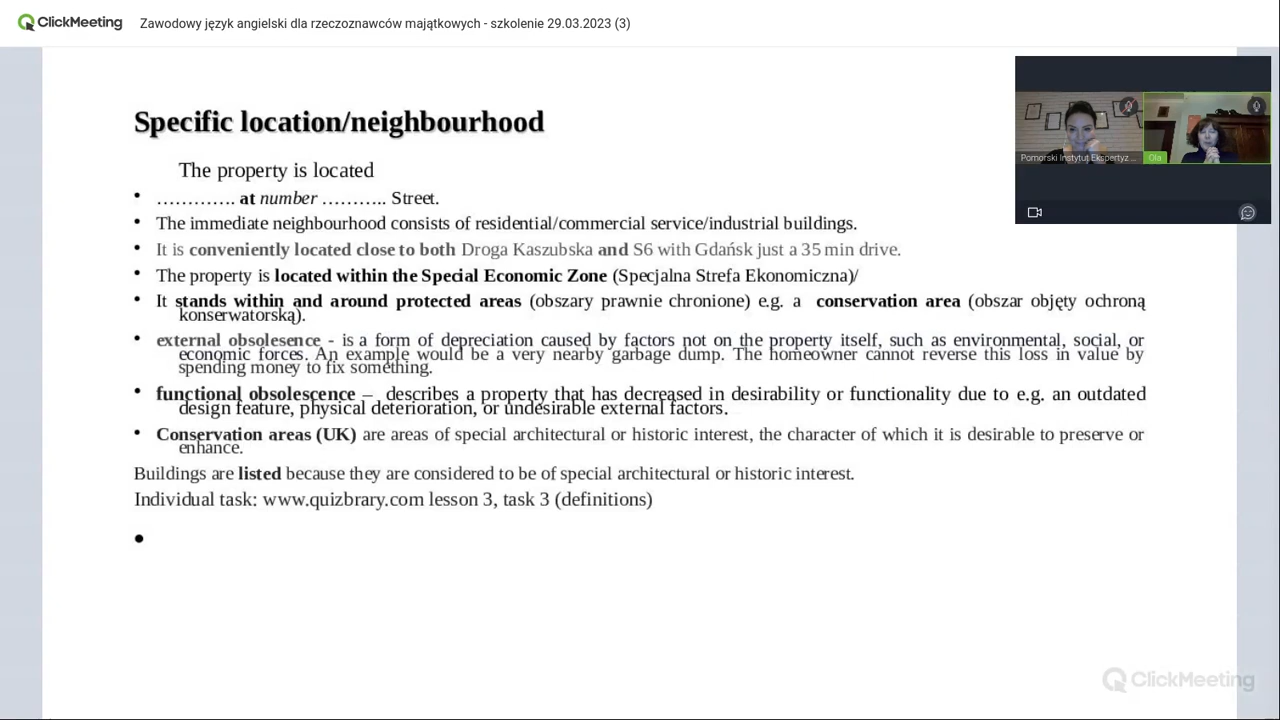 ClickMeeting Zawodowy język angielski dla rzeczoznawców majątkowych - szkolenie 29.03.2023 (3)
Specific location/neighbourhood
The property is located
• …………. at number ……….. Street.
• The immediate neighbourhood consists of residential/commercial service/industrial buildings.
• It is conveniently located close to both Droga Kaszubska and S6 with Gdańsk just a 35 min drive.
• The property is located within the Special Economic Zone (Specjalna Strefa Ekonomiczna)/
• It stands within and around protected areas (obszary prawnie chronione) e.g. a conservation area (obszar objęty ochroną
konserwatorską).
• external obsolesence - is a form of depreciation caused by factors not on the property itself, such as environmental, social, or
economic forces. An example would be a very nearby garbage dump. The homeowner cannot reverse this loss in value by
spending money to fix something.
• functional obsolescence – describes a property that has decreased in desirability or functionality due to e.g. an outdated
design feature, physical deterioration, or undesirable external factors.
• Conservation areas (UK) are areas of special architectural or historic interest, the character of which it is desirable to preserve or
enhance.
Buildings are listed because they are considered to be of special architectural or historic interest.
Individual task: www.quizbrary.com lesson 3, task 3 (definitions)
•
Pomorski Instytut Ekspertyz ...
Ola
ClickMeeting